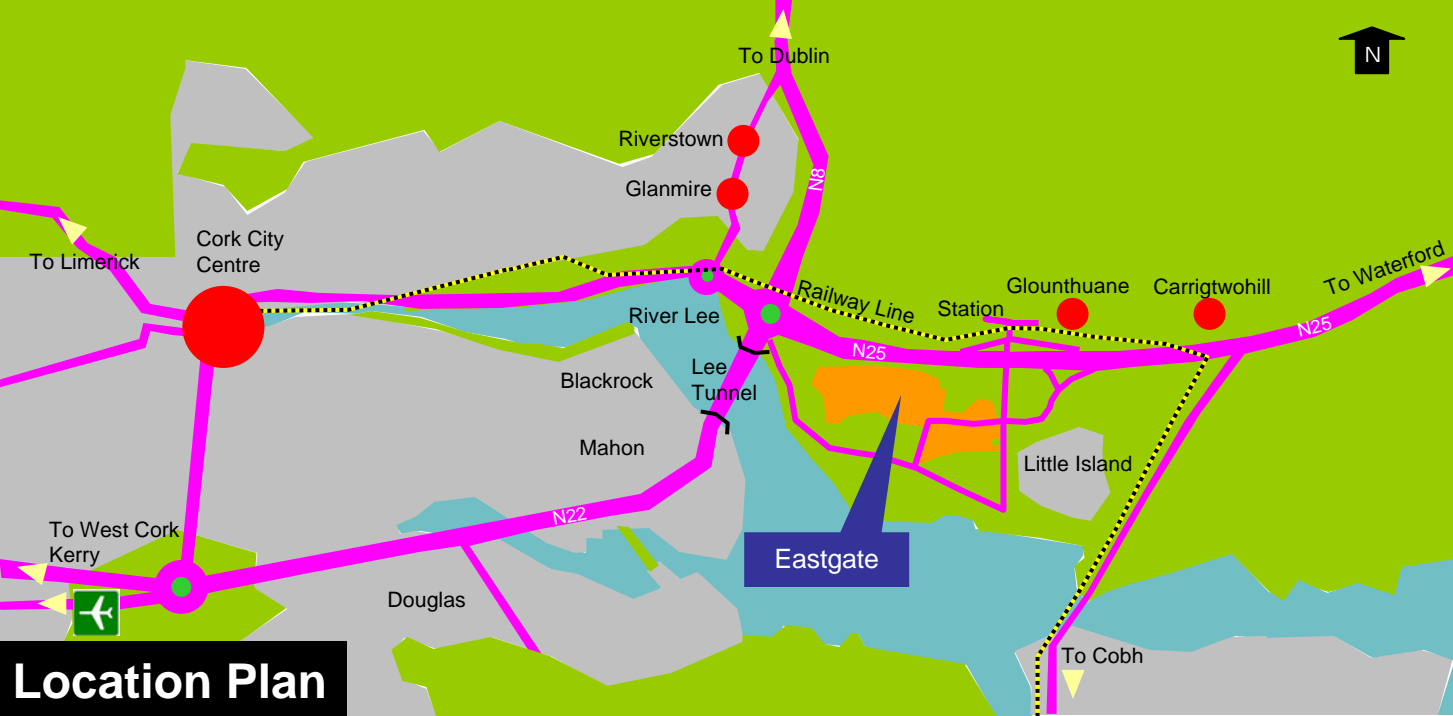 To Dublin
N
Riverstown
Glanmire
N8
Cork City
Centre
To Limerick
River Lee
Railway Line
Station
Glounthuane
Carrigtwohill
To Waterford
N25
N25
Lee
Tunnel
Blackrock
Mahon
Little Island
N22
To West Cork
Kerry
Eastgate
Douglas
To Cobh
Location Plan